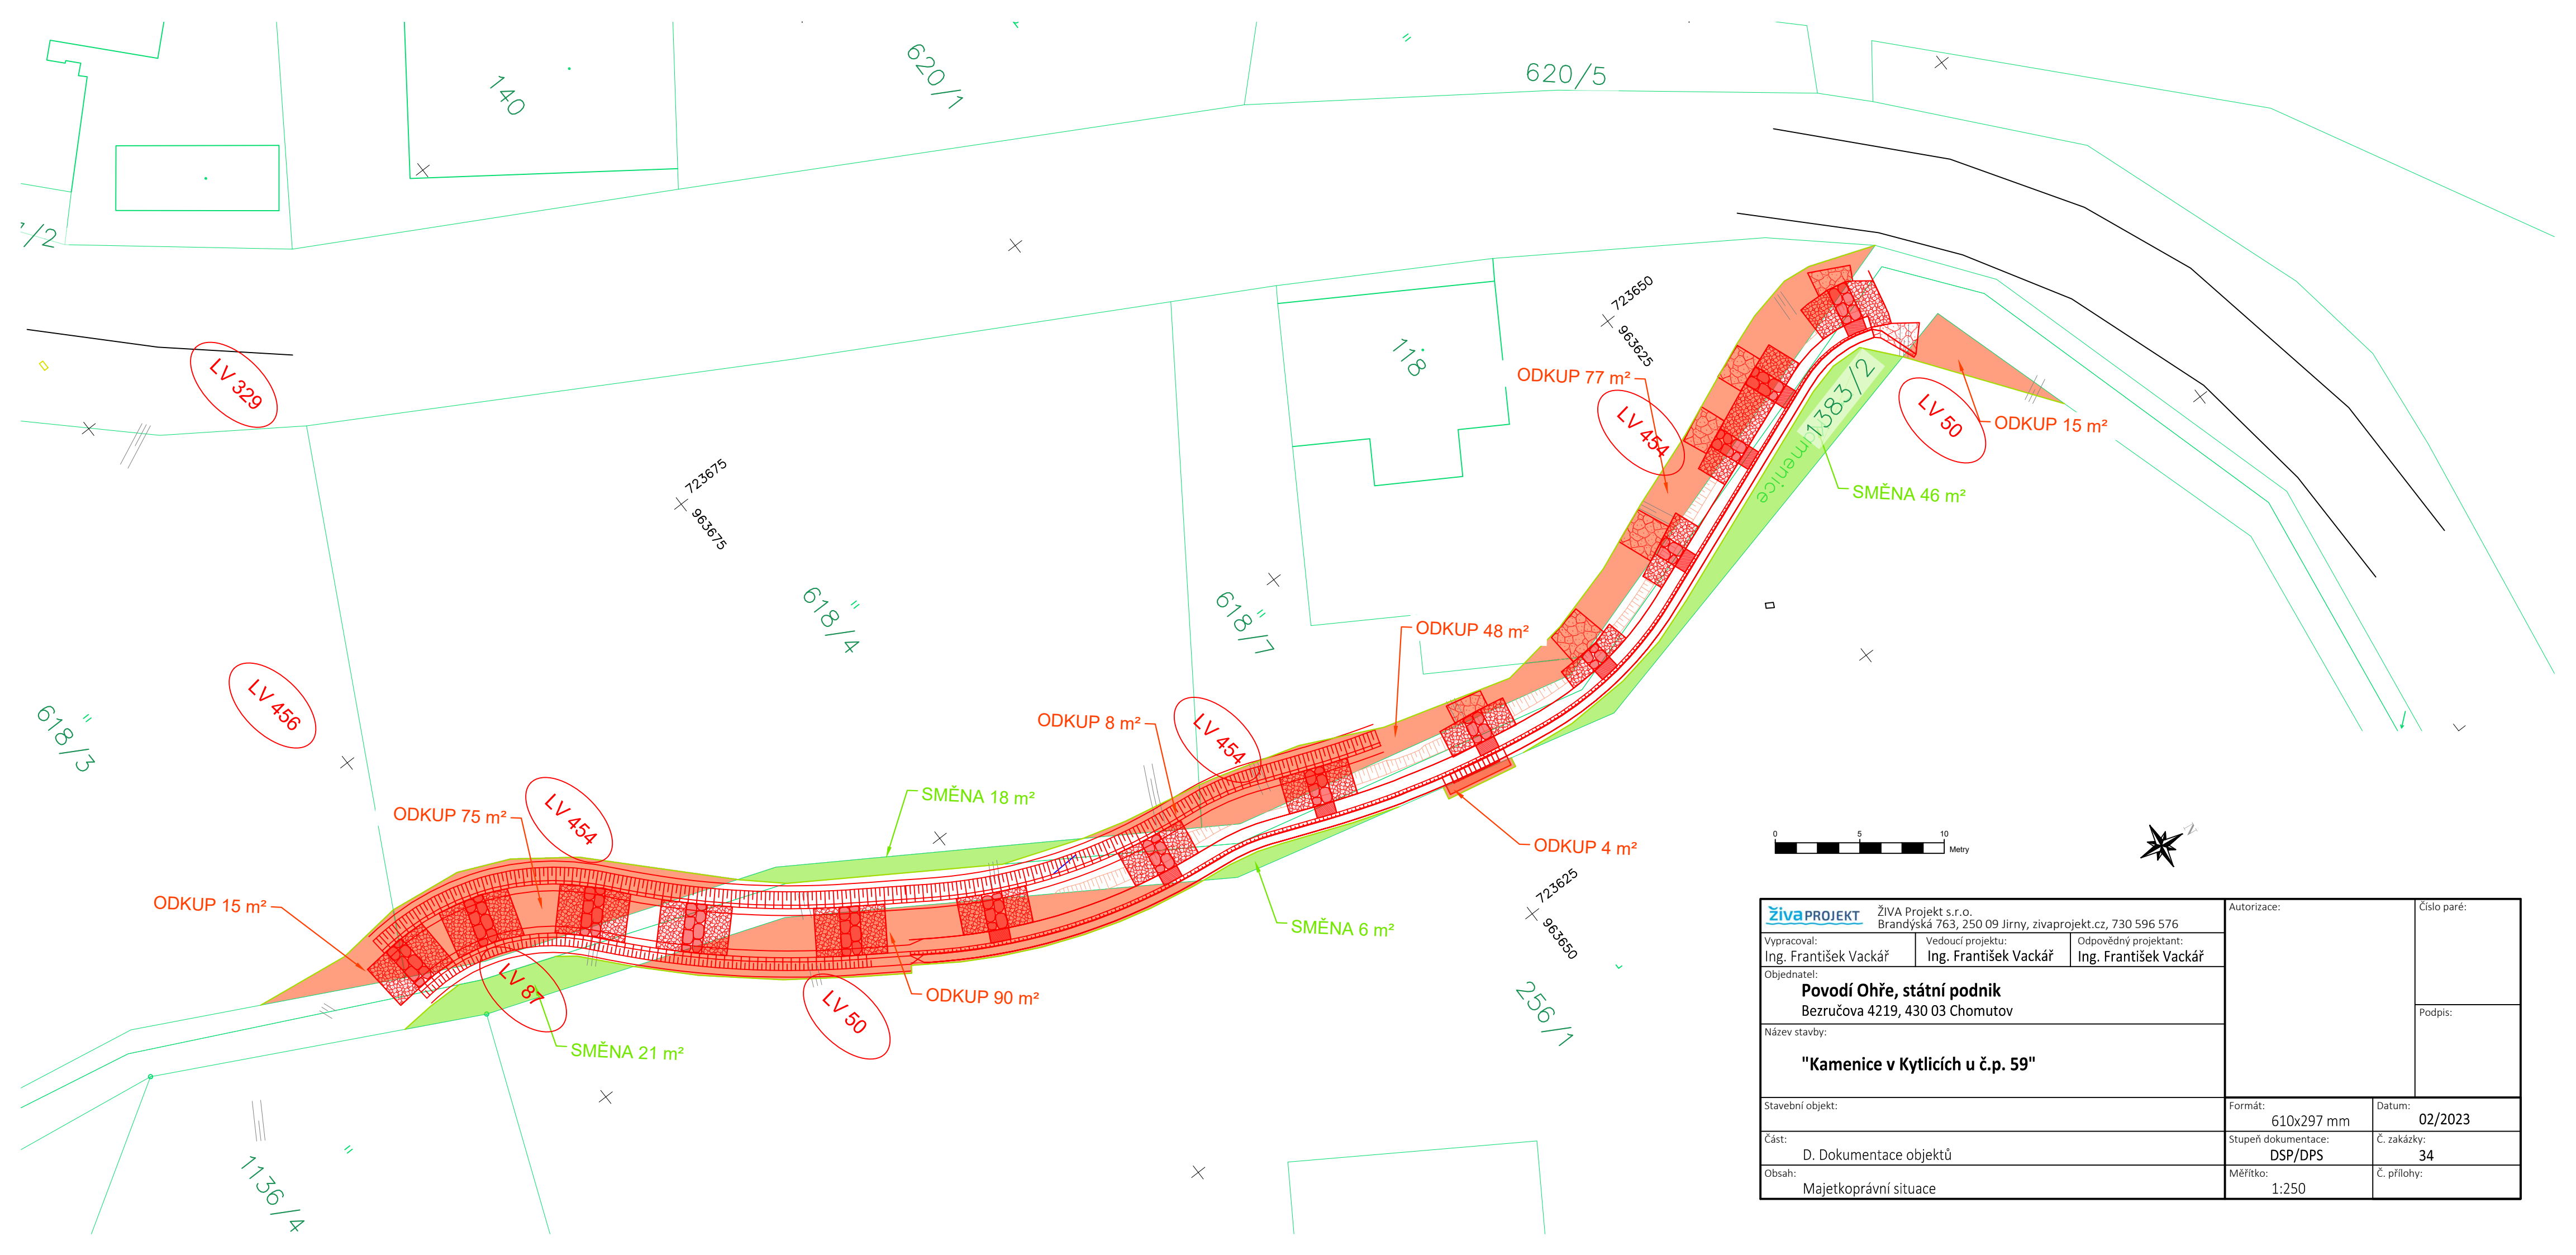 140
620/1
620/5
LV 329
723675
963675
118
723650
963625
ODKUP 77 m²
LV 454
1383/2
LV 50
ODKUP 15 m²
SMĚNA 46 m²
618/4
618/7
618/3
LV 456
ODKUP 48 m²
ODKUP 8 m²
LV 454
ODKUP 75 m²
LV 454
SMĚNA 18 m²
ODKUP 4 m²
ODKUP 15 m²
LV 87
ODKUP 90 m²
LV 50
SMĚNA 6 m²
SMĚNA 21 m²
723625
963650
256/1
1136/4
0 5 10
Metry
N
živa PROJEKT
ŽIVA Projekt s.r.o.
Brandýská 763, 250 09 Jirny, zivaprojekt.cz, 730 596 576
Vypracoval:
Ing. František Vackář
Vedoucí projektu:
Ing. František Vackář
Odpovědný projektant:
Ing. František Vackář
Objednatel:
Povodí Ohře, státní podnik
Bezručova 4219, 430 03 Chomutov
Název stavby:
"Kamenice v Kytlicích u č.p. 59"
Stavební objekt:
Část:
D. Dokumentace objektů
Obsah:
Majetkoprávní situace
Autorizace:
Číslo paré:
Podpis:
Formát:
610x297 mm
Datum:
02/2023
Stupeň dokumentace:
DSP/DPS
Č. zakázky:
34
Měřítko:
1:250
Č. přílohy: